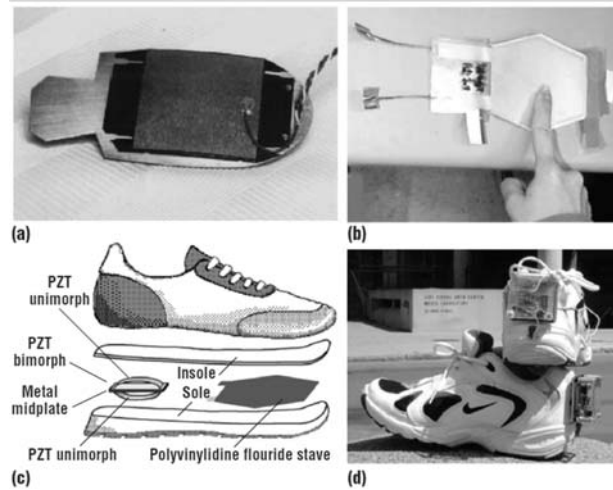 (a)
(b)
PZT
unimorph
PZT
bimorph
Metal
midplate
PZT unimorph
Insole
Sole
Polyvinylidine flouride stave
(c)
(d)